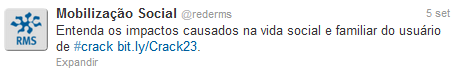 Mobilização Social @rederms 5 set
Entenda os impactos causados na vida social e familiar do usuário
de #crack bit.ly/Crack23.
Expandir
RMS